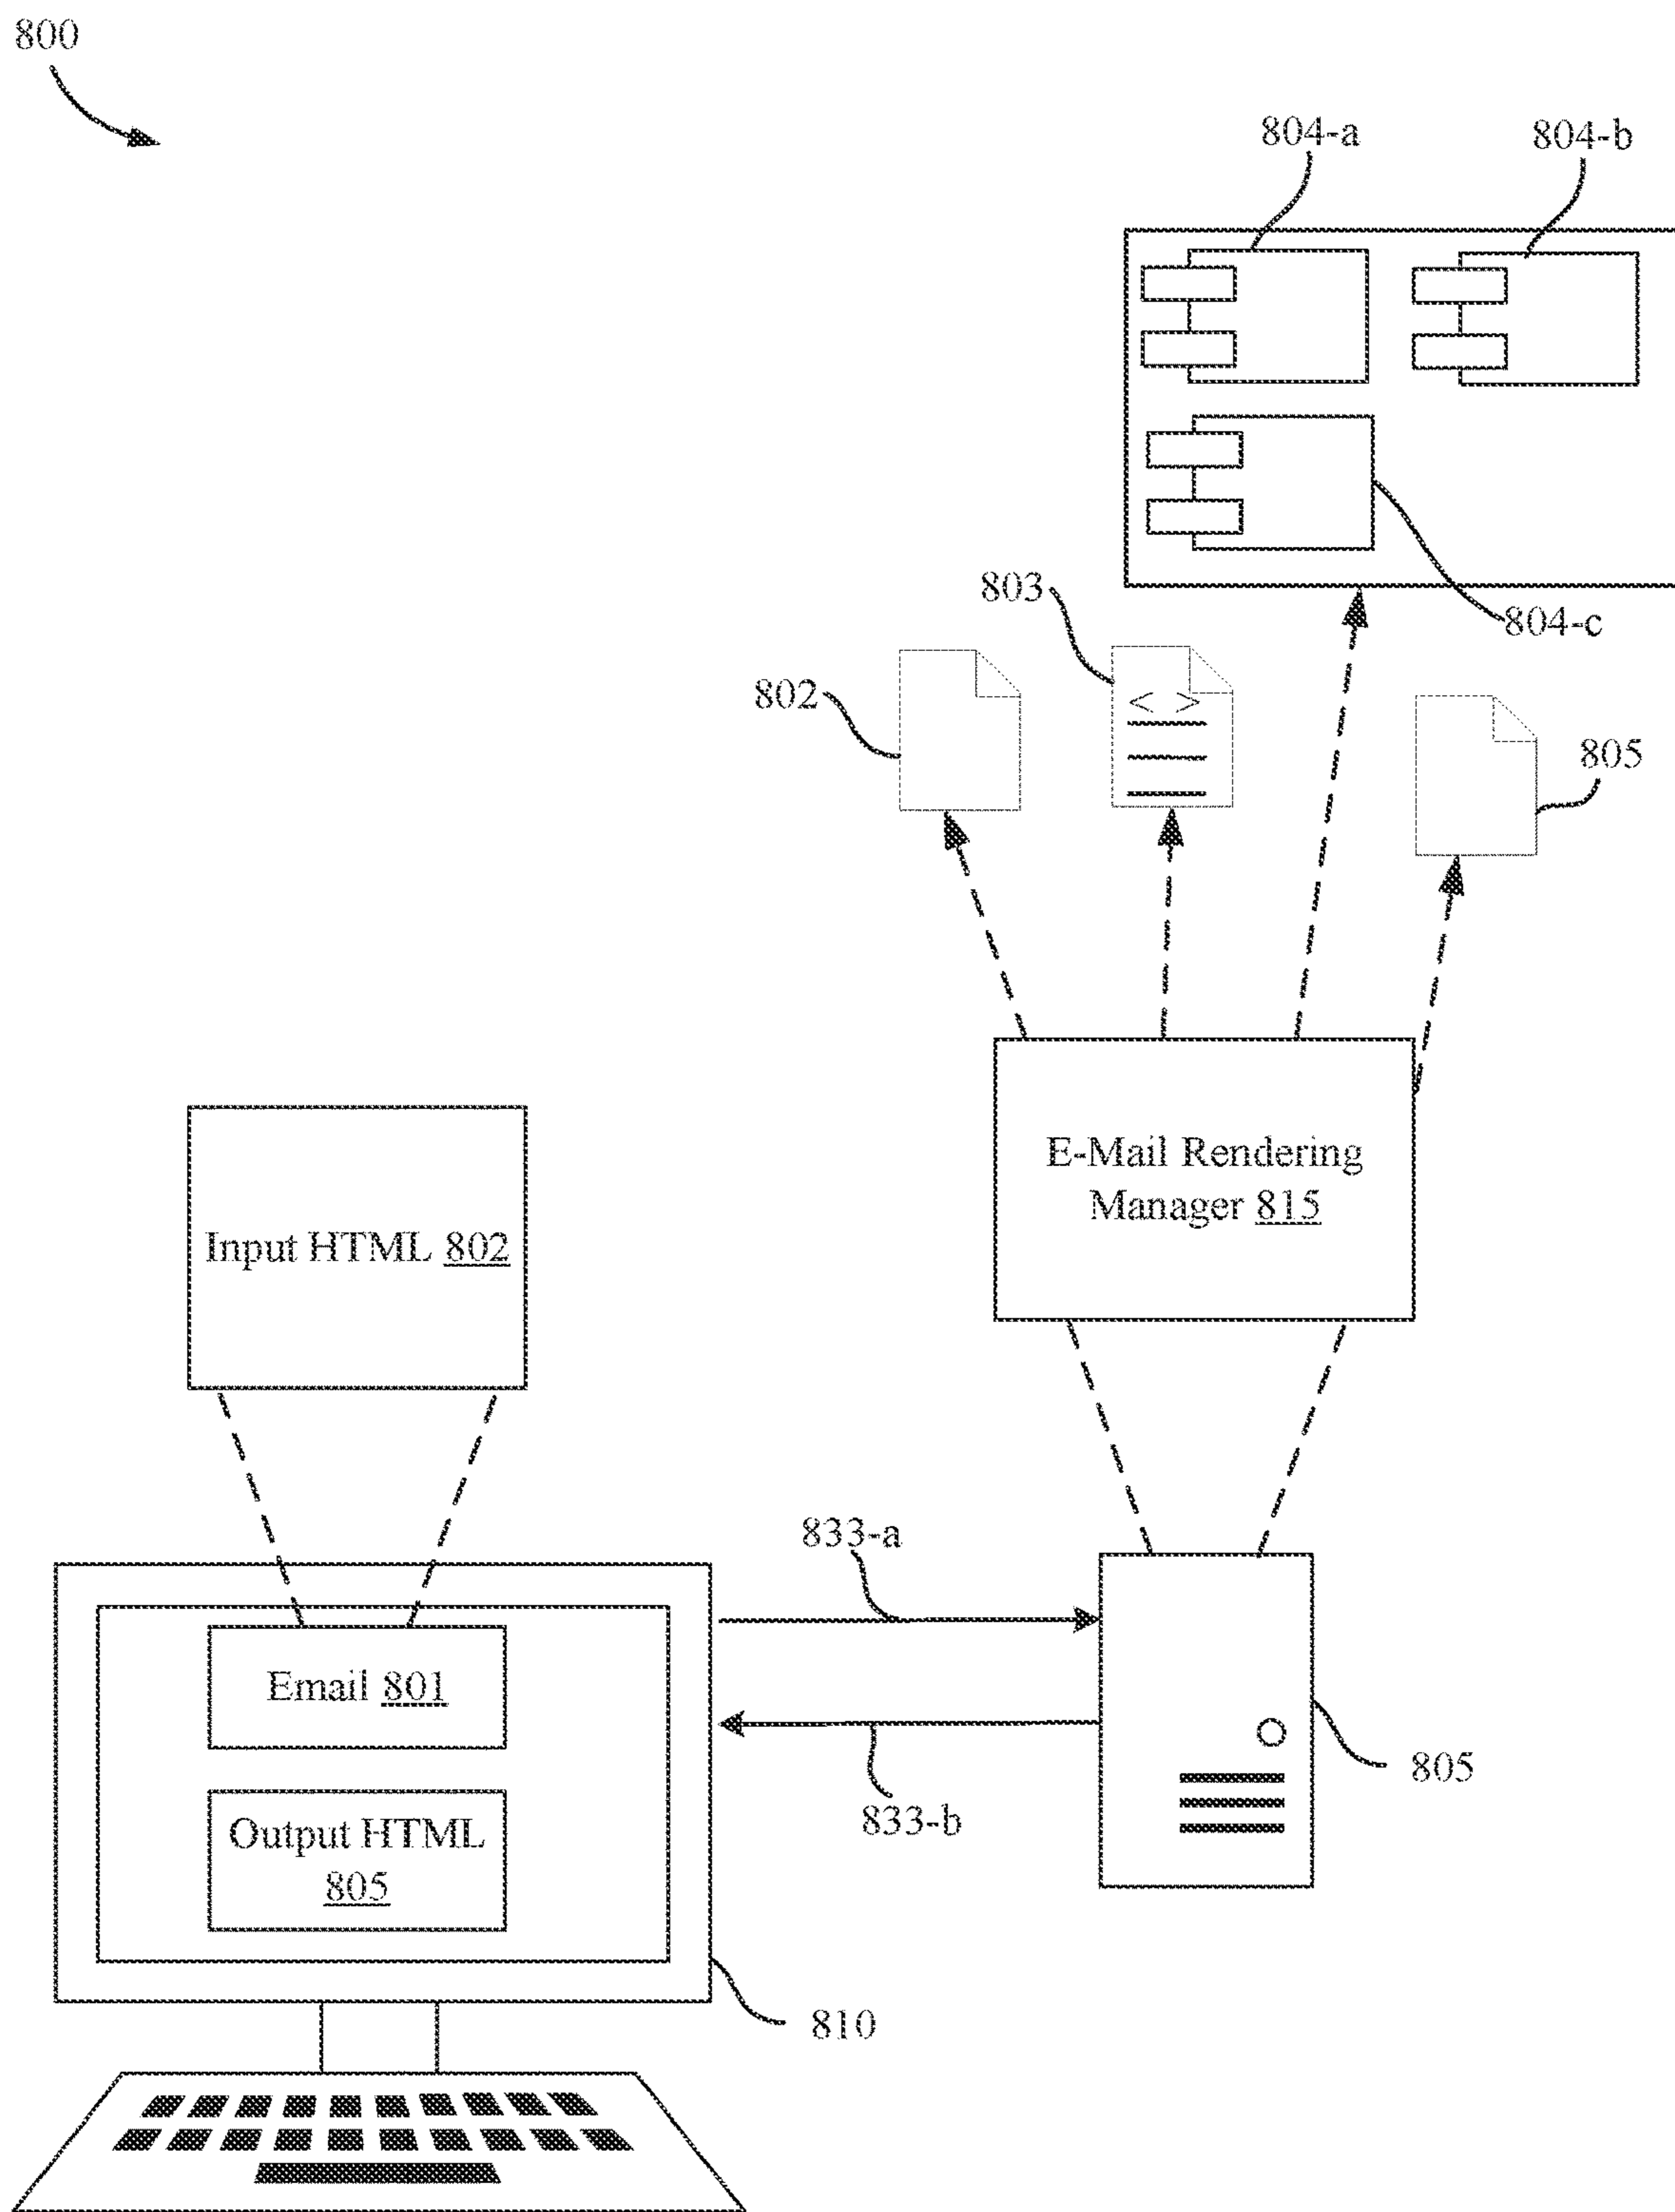 800
804-a
804-b
803
804-c
802
805
E-Mail Rendering
Manager 815
Input HTML 802
833-a
Email 801
805
833-b
Output HTML
805
810